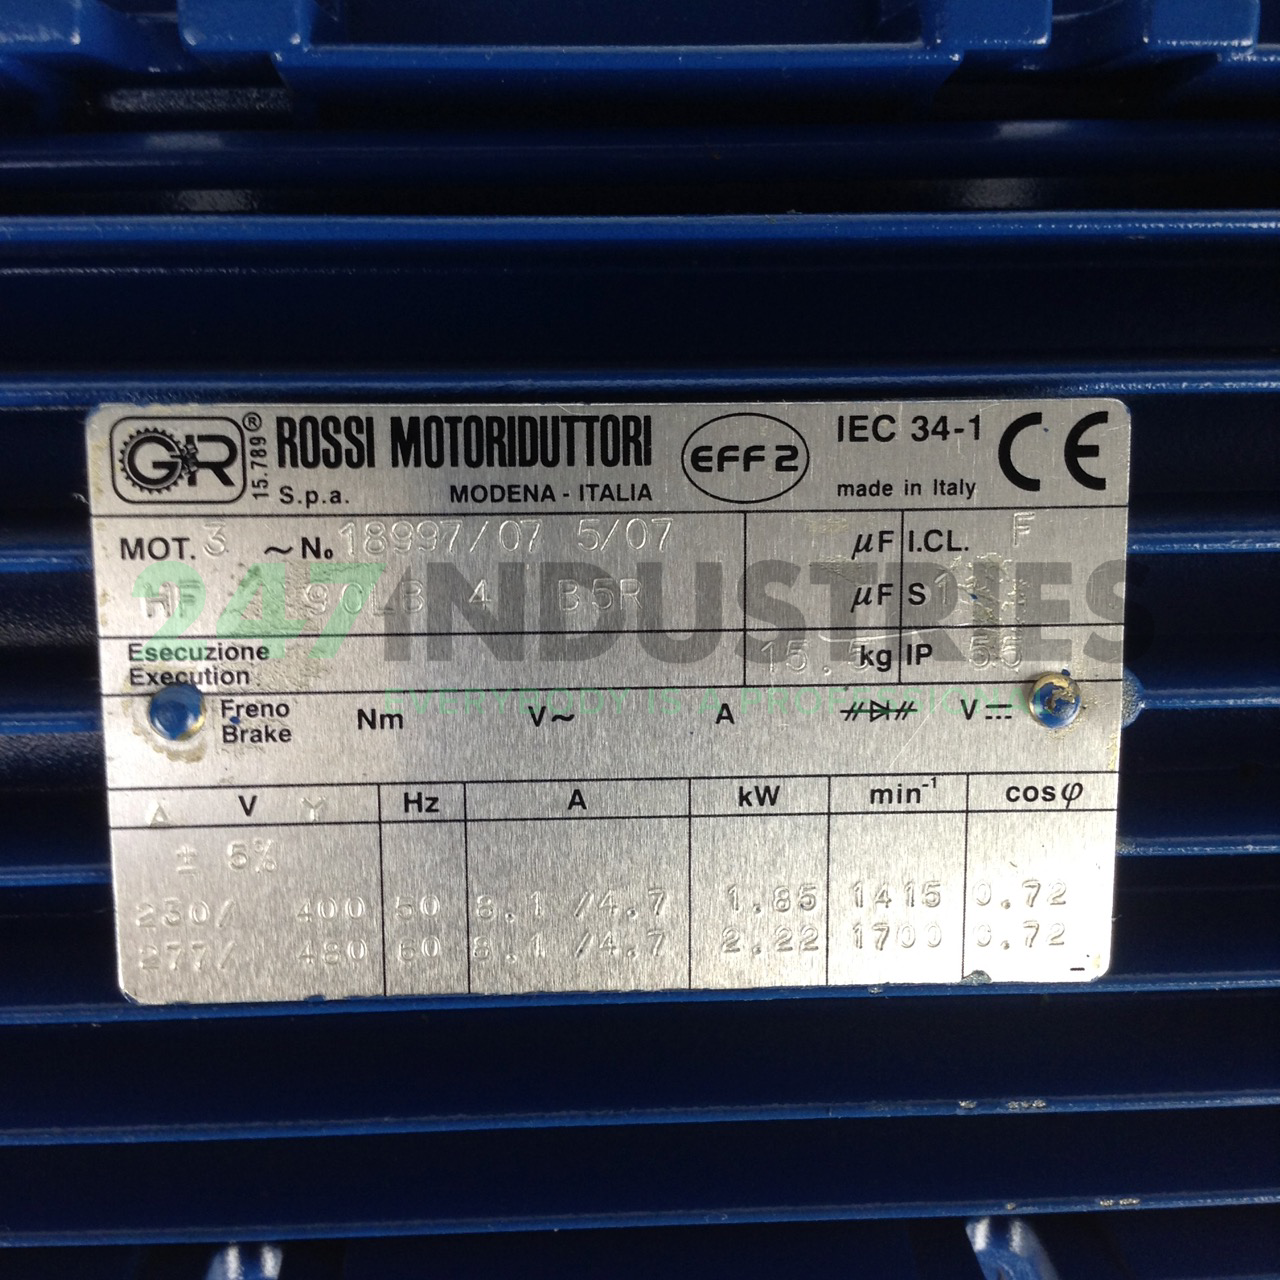 GR ® 15.789 ROSSI MOTORIDUTTORI EFF 2 IEC 34-1 CE
S.p.a. MODENA - ITALIA made in Italy
MOT. 3 ~ No 18997/07 5/07 µF I.CL. F
HF 90LB 4 B5R µF S1
Esecuzione
Execution 15.5 kg IP 55
247 INDUSTRIES
EVERYBODY IS A PROFESSIONAL
Freno
Brake Nm V~ A V
Δ V Y Hz A kW min-1 cosφ
± 5%
230/ 400 50 8.1 /4.7 1.85 1415 0.72
277/ 480 60 8.1 /4.7 2.22 1700 0.72